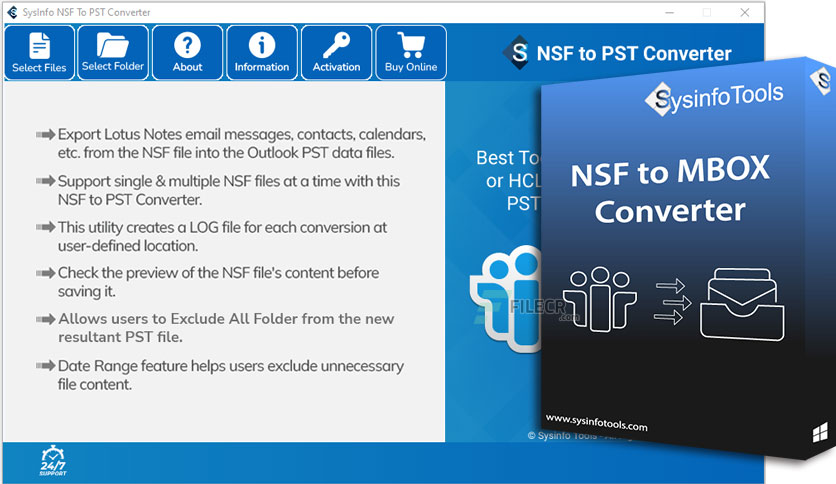 SysInfo NSF To PST Converter
Select Files
Select Folder
About
Information
Activation
Buy Online
S NSF to PST Converter
Export Lotus Notes email messages, contacts, calendars,
etc. from the NSF file into the Outlook PST data files.
Support single & multiple NSF files at a time with this
NSF to PST Converter.
This utility creates a LOG file for each conversion at
user-defined location.
Check the preview of the NSF file's content before
saving it.
Allows users to Exclude All Folder from the new
resultant PST file.
Date Range feature helps users exclude unnecessary
file content.
24/7
SUPPORT
Best
or HCL
PST
FILECR
.com
© Sysinfo Tools
SysinfoTools
NSF to MBOX
Converter
www.sysinfotools.com
S